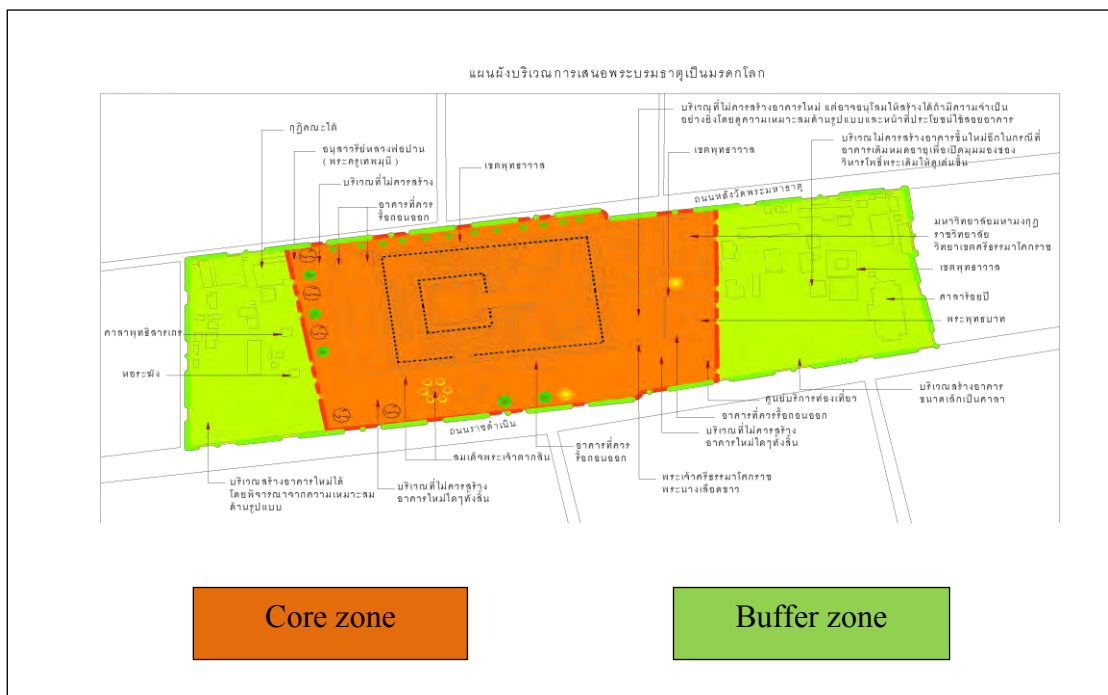 แผนผังบริเวณการเสนอพระบรมธาตุเป็นมรดกโลก
กุฏิคณะใต้
อนุสาวรีย์หลวงพ่อปาน
(พระครูเทพมุนี)
บริเวณที่ไม่ควรสร้าง
อาคารที่ควร
รื้อถอนออก
เขตพุทธาวาส
บริเวณที่ไม่ควรสร้างอาคารใหม่ แต่อาจอนุโลมให้สร้างได้ถ้ามีความจำเป็น
อย่างยิ่งโดยดูความเหมาะสมด้านรูปแบบและหน้าที่ประโยชน์ใช้สอยอาคาร
เขตพุทธาวาส
บริเวณไม่ควรสร้างอาคารขึ้นใหม่อีกในกรณีที่
อาคารเดิมหมดอายุเพื่อเปิดมุมมองของ
วิหารโพธิ์พระเดิมให้ดูเด่นขึ้น
ถนนหลังวัดพระมหาธาตุ
มหาวิทยาลัยมหามงกุฎ
ราชวิทยาลัย
วิทยาเขตศรีธรรมาโศกราช
เขตพุทธาวาส
ศาลาร้อยปี
พระพุทธบาท
ศาลาพุทธิสารเถร
หอระฆัง
บริเวณสร้างอาคาร
ขนาดเล็กเป็นศาลา
ศูนย์บริการท่องเที่ยว
อาคารที่ควรรื้อถอนออก
บริเวณที่ไม่ควรสร้าง
อาคารใหม่ใดๆทั้งสิ้น
ถนนราชดำเนิน
อาคารที่ควร
รื้อถอนออก
สมเด็จพระเจ้าตากสิน
พระเจ้าศรีธรรมาโศกราช
พระนางเลือดขาว
บริเวณสร้างอาคารใหม่ได้
โดยพิจารณาจากความเหมาะสม
ด้านรูปแบบ
บริเวณที่ไม่ควรสร้าง
อาคารใหม่ใดๆทั้งสิ้น
Core zone
Buffer zone